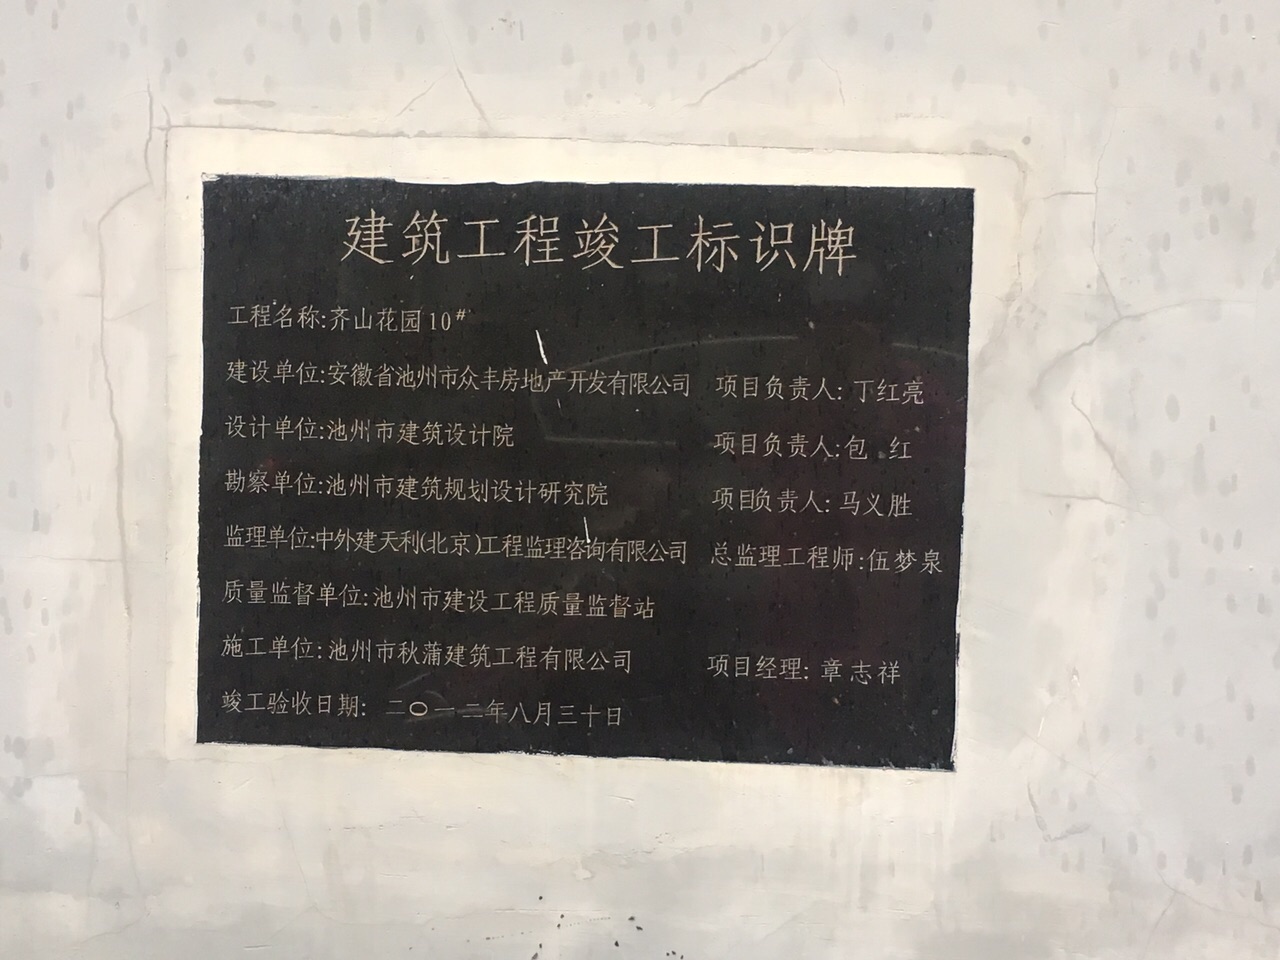 建筑工程竣工标识牌
工程名称:齐山花园10#
建设单位:安徽省池州市众丰房地产开发有限公司 项目负责人: 丁红亮
设计单位:池州市建筑设计院 项目负责人:包 红
勘察单位:池州市建筑规划设计研究院 项目负责人: 马义胜
监理单位:中外建天利(北京)工程监理咨询有限公司 总监理工程师:伍梦泉
质量监督单位:池州市建设工程质量监督站
施工单位:池州市秋蒲建筑工程有限公司 项目经理: 章志祥
竣工验收日期: 二〇一二年八月三十日